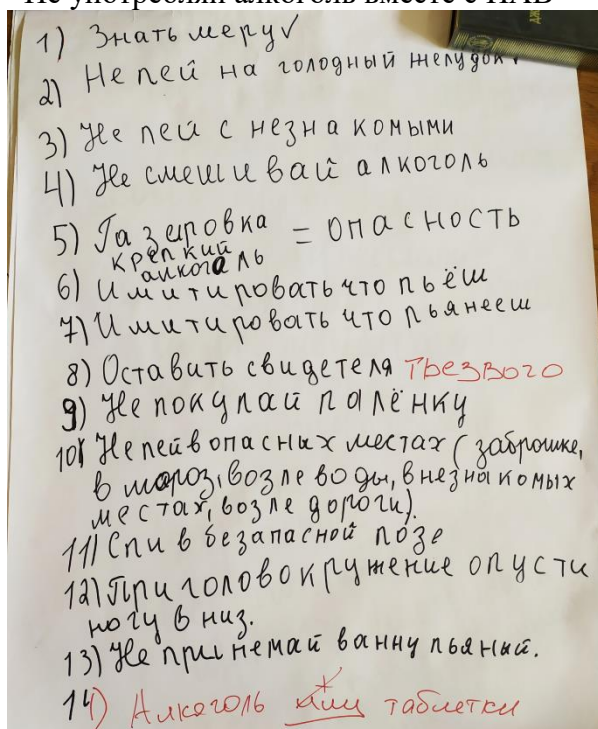 Не употребляй алкоголь вместе с ПАВ
1) Знать меру✓
2) Не пей на голодный желудок✓
3) Не пей с незнакомыми
4) Не смешивай алкоголь
5) Газировка = опасность
крепкий
алкоголь
6) Имитировать что пьёш
7) Имитировать что пьянееш
8) Оставить свидетеля трезвого
9) Не покупай палёнку
10) Не пей в опасных местах (заброшке,
в мороз, возле воды, в незнакомых
местах, возле дороги).
11) Спи в безапасной позе
12) При головокружение опусти
ногу в низ.
13) Не принемай ванну пьяный.
14) Алкоголь или таблетки